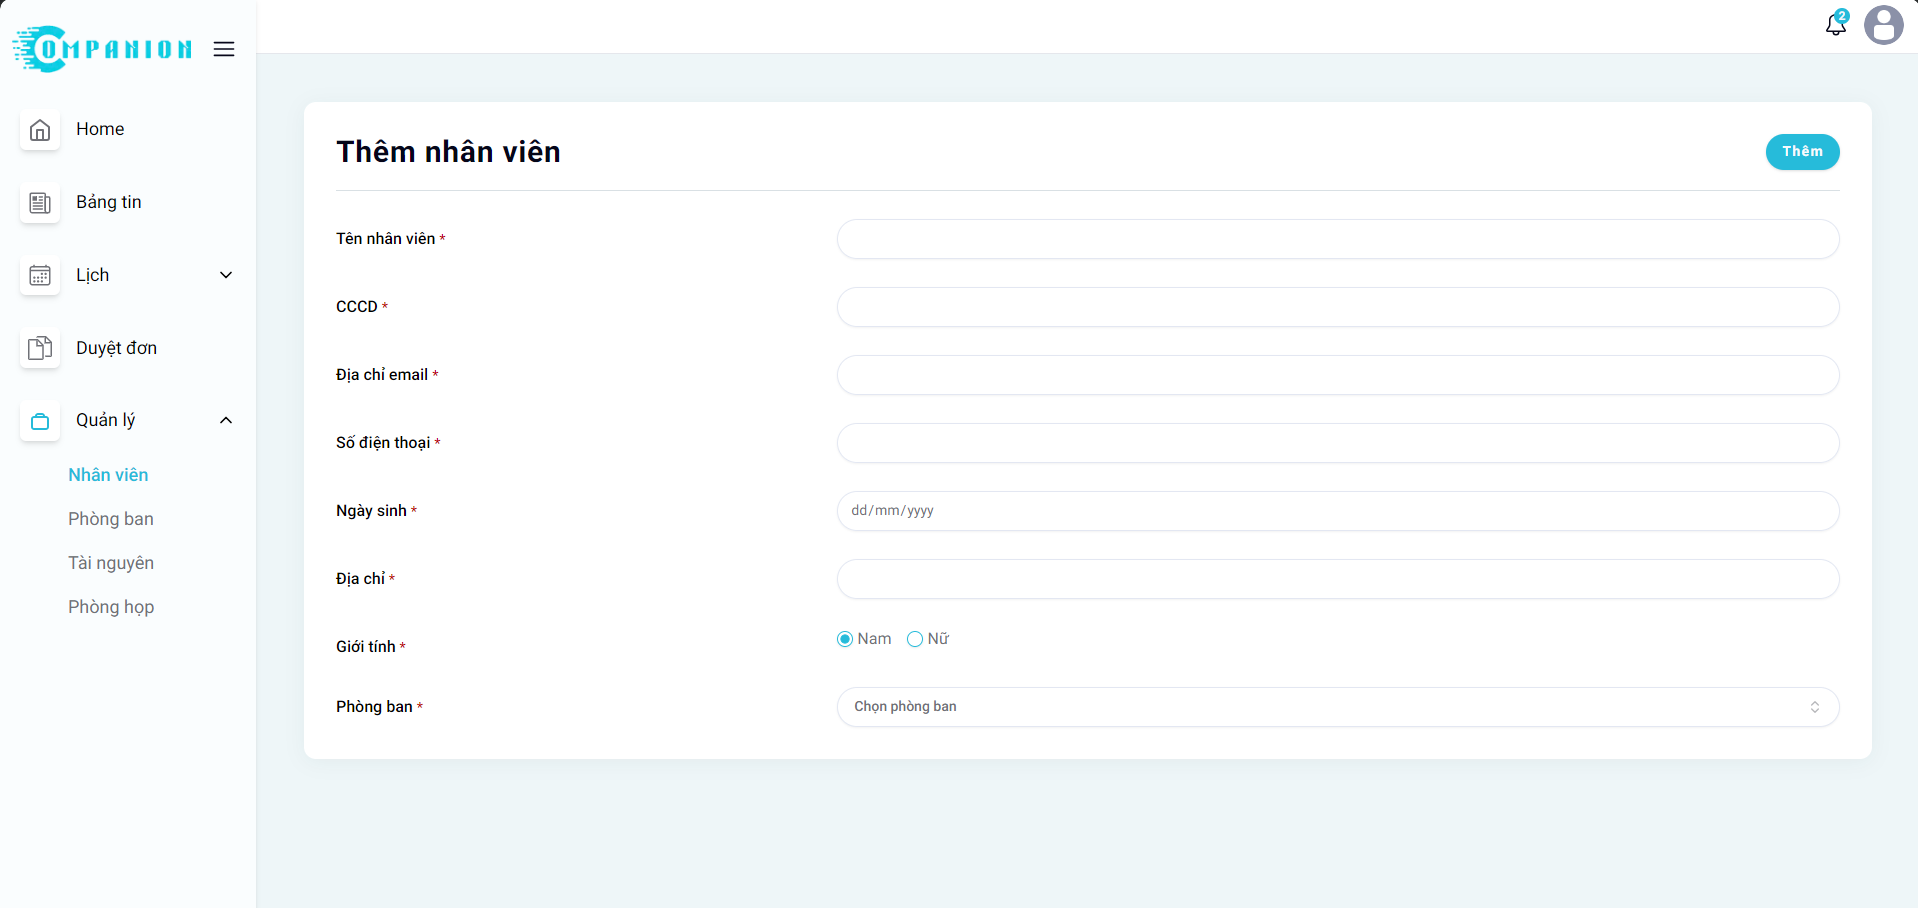 COMPANION
2
Home
Bảng tin
Lịch
Duyệt đơn
Quản lý
Nhân viên
Phòng ban
Tài nguyên
Phòng họp
Thêm nhân viên
Thêm
Tên nhân viên *
CCCD *
Địa chỉ email *
Số điện thoại *
Ngày sinh *
dd/mm/yyyy
Địa chỉ *
Giới tính *
Nam Nữ
Phòng ban *
Chọn phòng ban